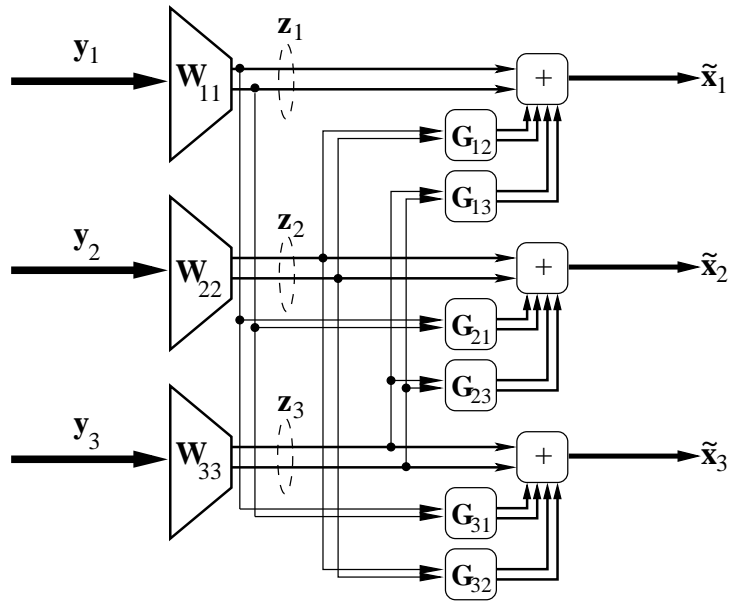 z₁
y₁ W₁₁ + x̃₁
G₁₂
G₁₃
z₂
y₂ W₂₂ + x̃₂
G₂₁
G₂₃
z₃
y₃ W₃₃ + x̃₃
G₃₁
G₃₂